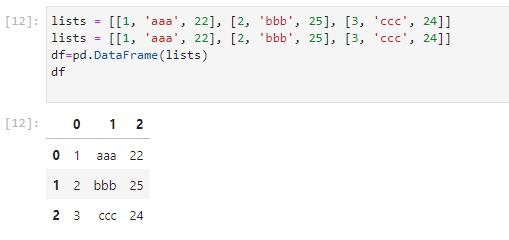 [12]: lists = [[1, 'aaa', 22], [2, 'bbb', 25], [3, 'ccc', 24]]
lists = [[1, 'aaa', 22], [2, 'bbb', 25], [3, 'ccc', 24]]
df=pd.DataFrame(lists)
df
[12]: 0 1 2
0 1 aaa 22
1 2 bbb 25
2 3 ccc 24